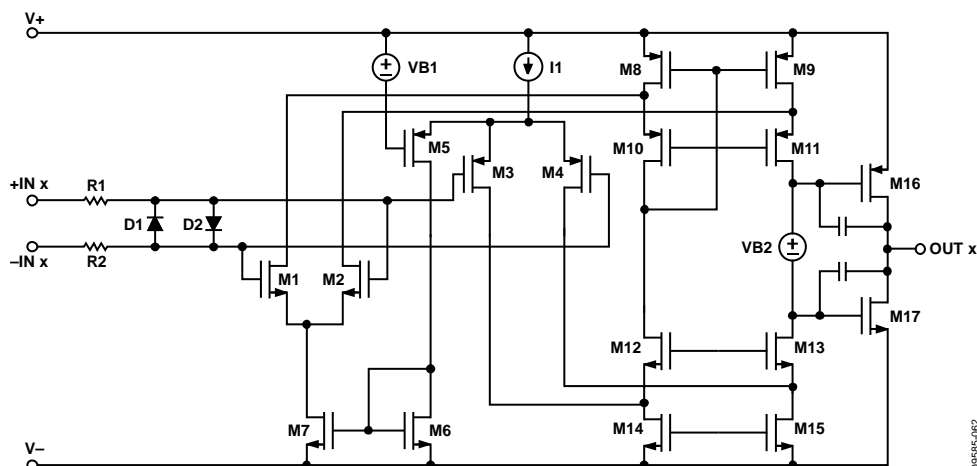 V+
VB1
I1
M8
M9
M5
M10
M11
M3
M4
M16
+IN x
R1
D1
D2
VB2
OUT x
–IN x
R2
M1
M2
M17
M12
M13
M7
M6
M14
M15
V–